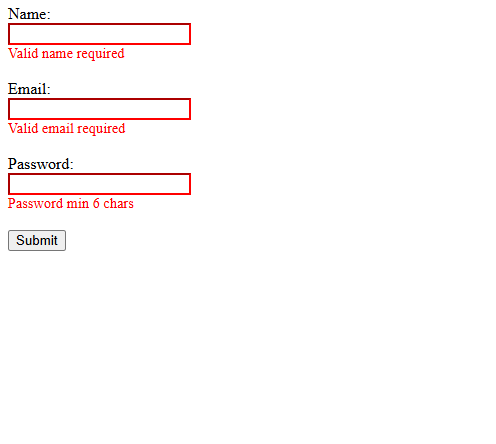 Name:
Valid name required
Email:
Valid email required
Password:
Password min 6 chars
Submit